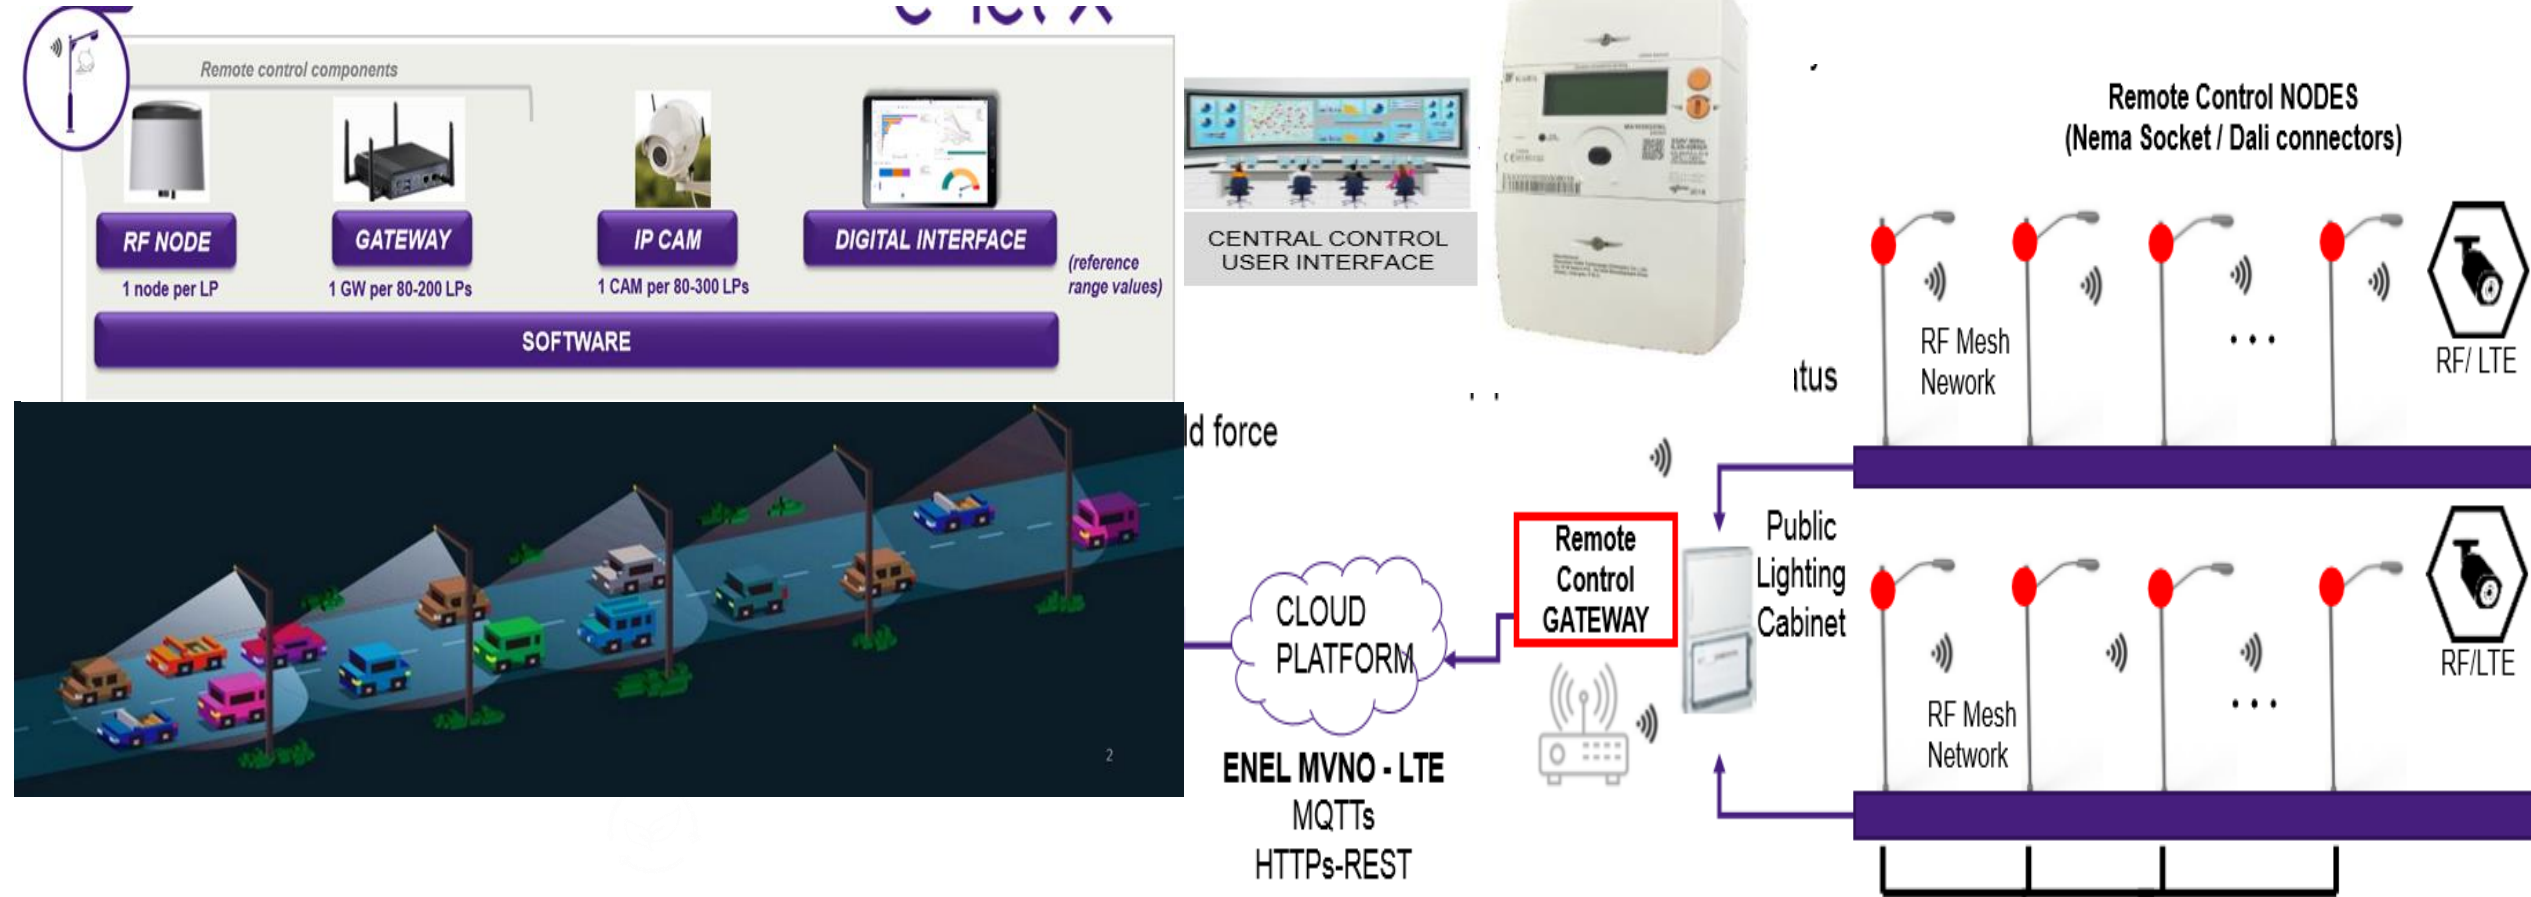 Remote control components
RF NODE
GATEWAY
IP CAM
DIGITAL INTERFACE
1 node per LP
1 GW per 80-200 LPs
1 CAM per 80-300 LPs
(reference
range values)
SOFTWARE
2
CENTRAL CONTROL
USER INTERFACE
ld force
tus
CLOUD
PLATFORM
ENEL MVNO - LTE
MQTTs
HTTPs-REST
Remote
Control
GATEWAY
Public
Lighting
Cabinet
Remote Control NODES
(Nema Socket / Dali connectors)
RF Mesh
Nework
RF/ LTE
RF Mesh
Network
RF/LTE